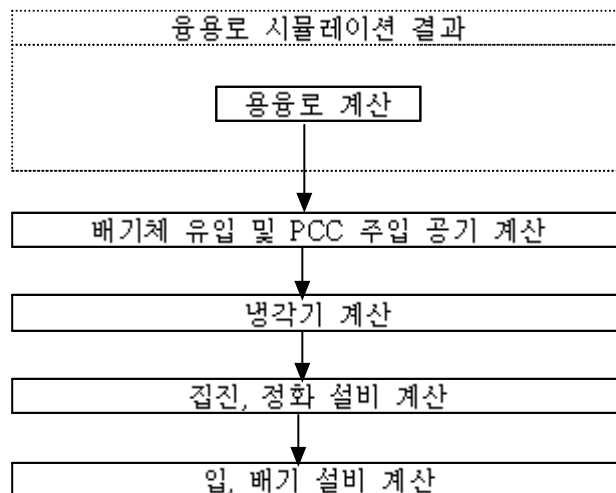 융용로 시뮬레이션 결과
용융로 계산
배기체 유입 및 PCC 주입 공기 계산
냉각기 계산
집진, 정화 설비 계산
입, 배기 설비 계산